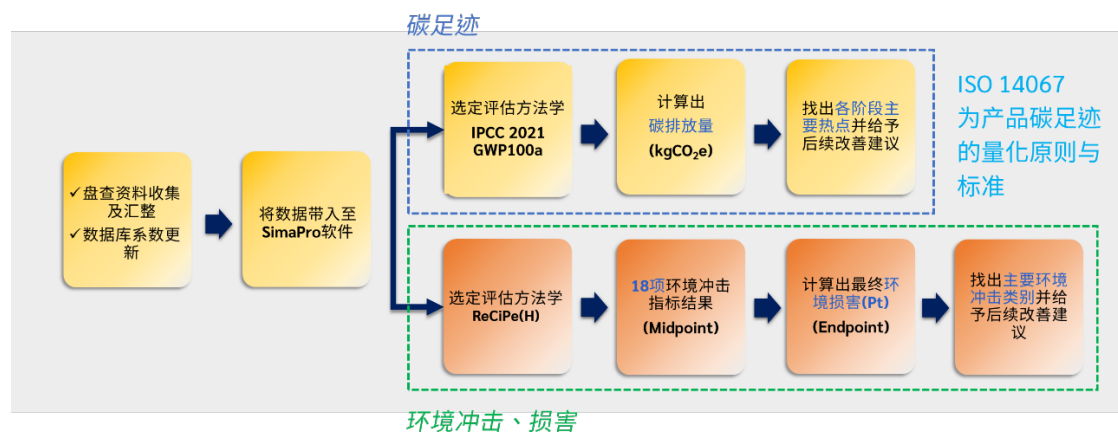 碳足迹
✓盘查资料收集
及汇整
✓数据库系数更
新
将数据带入至
SimaPro软件
选定评估方法学
IPCC 2021
GWP100a
计算出
碳排放量
(kgCO₂e)
找出各阶段主
要热点并给予
后续改善建议
ISO 14067
为产品碳足迹
的量化原则与
标准
选定评估方法学
ReCiPe(H)
18项环境冲击
指标结果
(Midpoint)
计算出最终环
境损害(Pt)
(Endpoint)
找出主要环境
冲击类别并给
予后续改善建
议
环境冲击、损害